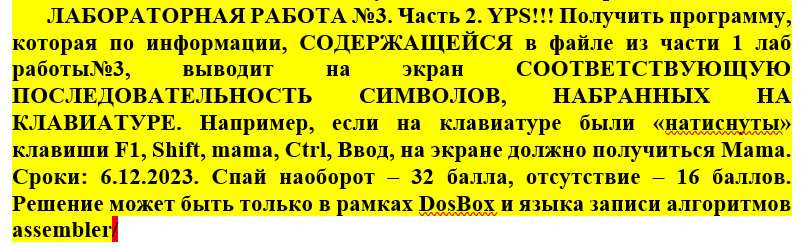 ЛАБОРАТОРНАЯ РАБОТА №3. Часть 2. YPS!!! Получить программу,
которая по информации, СОДЕРЖАЩЕЙСЯ в файле из части 1 лаб
работы№3, выводит на экран СООТВЕТСТВУЮЩУЮ
ПОСЛЕДОВАТЕЛЬНОСТЬ СИМВОЛОВ, НАБРАННЫХ НА
КЛАВИАТУРЕ. Например, если на клавиатуре были «натиснуты»
клавиши F1, Shift, mama, Ctrl, Ввод, на экране должно получиться Mama.
Сроки: 6.12.2023. Спай наоборот – 32 балла, отсутствие – 16 баллов.
Решение может быть только в рамках DosBox и языка записи алгоритмов
assembler/